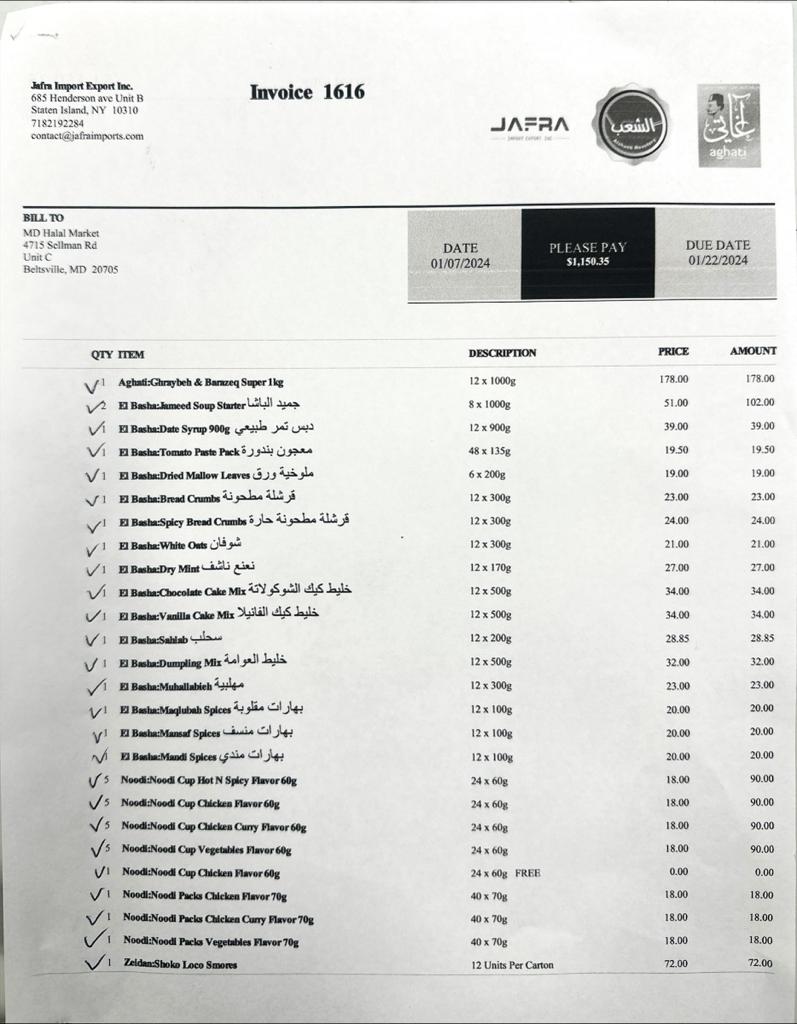 Jafra Import Export Inc.
685 Henderson ave Unit B
Staten Island, NY 10310
7182192284
contact@jafraimports.com
Invoice 1616
JAFRA
IMPORT EXPORT INC
الشعب
اغاتي
aghati
BILL TO
MD Halal Market
4715 Sellman Rd
Unit C
Beltsville, MD 20705
DATE
01/07/2024
PLEASE PAY
$1,150.35
DUE DATE
01/22/2024
QTY ITEM DESCRIPTION PRICE AMOUNT
1 Aghati:Ghraybeh & Barazeq Super 1kg 12 x 1000g 178.00 178.00
2 El Basha:Jameed Soup Starter جميد الباشا 8 x 1000g 51.00 102.00
1 El Basha:Date Syrup 900g دبس تمر طبيعي 12 x 900g 39.00 39.00
1 El Basha:Tomato Paste Pack معجون بندورة 48 x 135g 19.50 19.50
1 El Basha:Dried Mallow Leaves ملوخية ورق 6 x 200g 19.00 19.00
1 El Basha:Bread Crumbs قرشلة مطحونة 12 x 300g 23.00 23.00
1 El Basha:Spicy Bread Crumbs قرشلة مطحونة حارة 12 x 300g 24.00 24.00
1 El Basha:White Oats شوفان 12 x 300g 21.00 21.00
1 El Basha:Dry Mint نعنع ناشف 12 x 170g 27.00 27.00
1 El Basha:Chocolate Cake Mix خليط كيك الشوكولاتة 12 x 500g 34.00 34.00
1 El Basha:Vanilla Cake Mix خليط كيك الفانيلا 12 x 500g 34.00 34.00
1 El Basha:Sahlab سحلب 12 x 200g 28.85 28.85
1 El Basha:Dumpling Mix خليط العوامة 12 x 500g 32.00 32.00
1 El Basha:Muhallabieh مهلبية 12 x 300g 23.00 23.00
1 El Basha:Maqlubah Spices بهارات مقلوبة 12 x 100g 20.00 20.00
1 El Basha:Mansaf Spices بهارات منسف 12 x 100g 20.00 20.00
1 El Basha:Mandi Spices بهارات مندي 12 x 100g 20.00 20.00
5 Noodi:Noodi Cup Hot N Spicy Flavor 60g 24 x 60g 18.00 90.00
5 Noodi:Noodi Cup Chicken Flavor 60g 24 x 60g 18.00 90.00
5 Noodi:Noodi Cup Chicken Curry Flavor 60g 24 x 60g 18.00 90.00
5 Noodi:Noodi Cup Vegetables Flavor 60g 24 x 60g 18.00 90.00
1 Noodi:Noodi Cup Chicken Flavor 60g 24 x 60g FREE 0.00 0.00
1 Noodi:Noodi Packs Chicken Flavor 70g 40 x 70g 18.00 18.00
1 Noodi:Noodi Packs Chicken Curry Flavor 70g 40 x 70g 18.00 18.00
1 Noodi:Noodi Packs Vegetables Flavor 70g 40 x 70g 18.00 18.00
1 Zeidan:Shoko Loco Smores 12 Units Per Carton 72.00 72.00